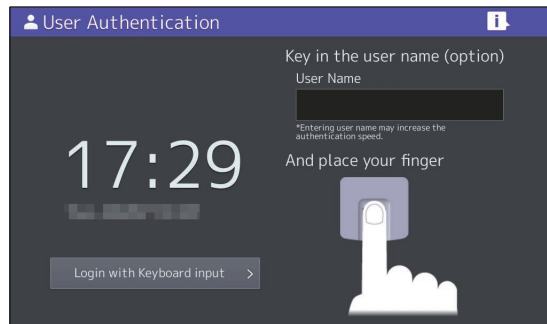 User Authentication
Key in the user name (option)
User Name
*Entering user name may increase the
authentication speed.
17:29
And place your finger
Login with Keyboard input >